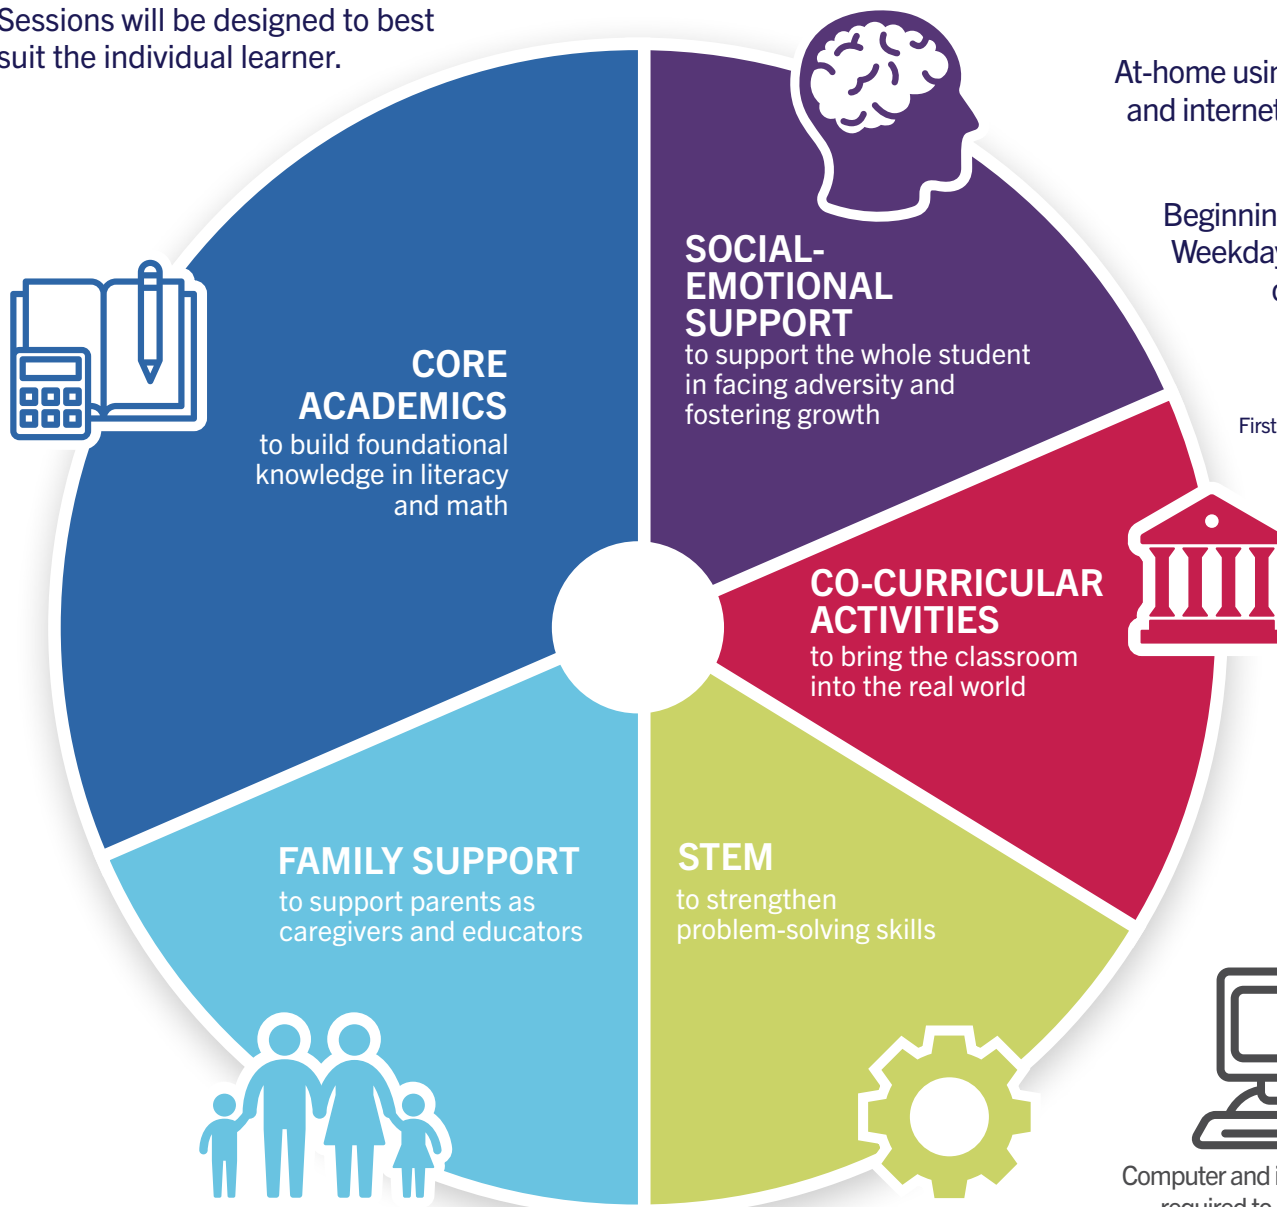 Sessions will be designed to best
suit the individual learner.
At-home
and internet
SOCIAL-
EMOTIONAL
SUPPORT
to support the whole student
in facing adversity and
fostering growth
CORE
ACADEMICS
to build foundational
knowledge in literacy
and math
First
CO-CURRICULAR
ACTIVITIES
to bring the classroom
into the real world
FAMILY SUPPORT
to support parents as
caregivers and educators
STEM
to strengthen
problem-solving skills
Computer and
required to